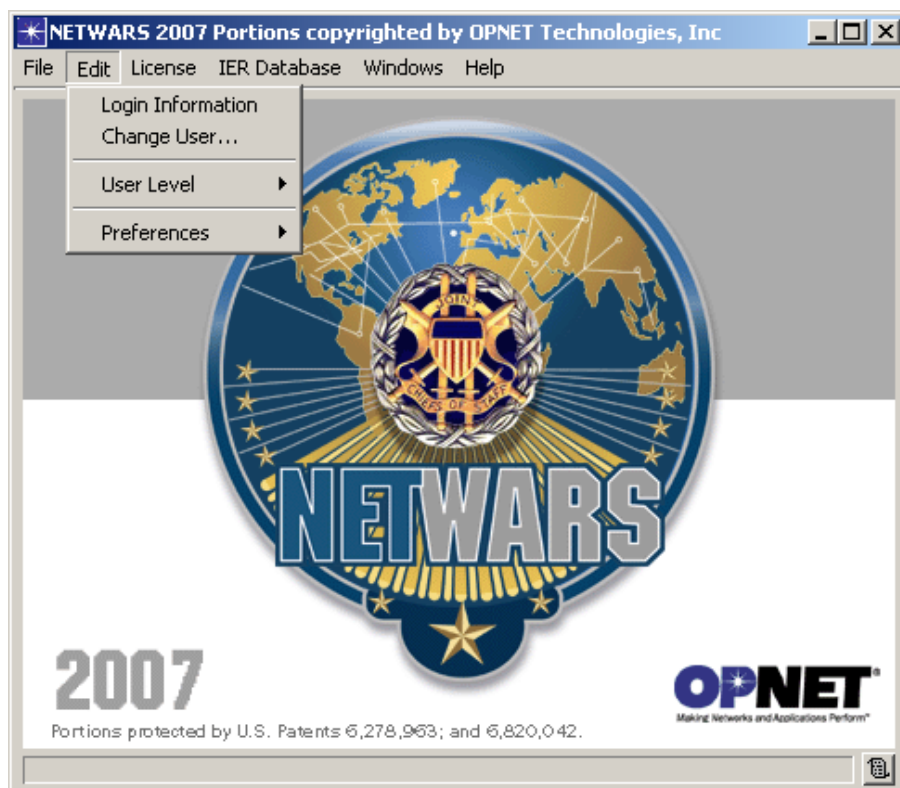 NETWARS 2007 Portions copyrighted by OPNET Technologies, Inc
File Edit License IER Database Windows Help
Login Information
Change User...
User Level
Preferences
JOINT
CHIEFS OF STAFF
NETWARS
2007
OPNET®
Making Networks and Applications Perform™
Portions protected by U.S. Patents 6,278,963; and 6,820,042.